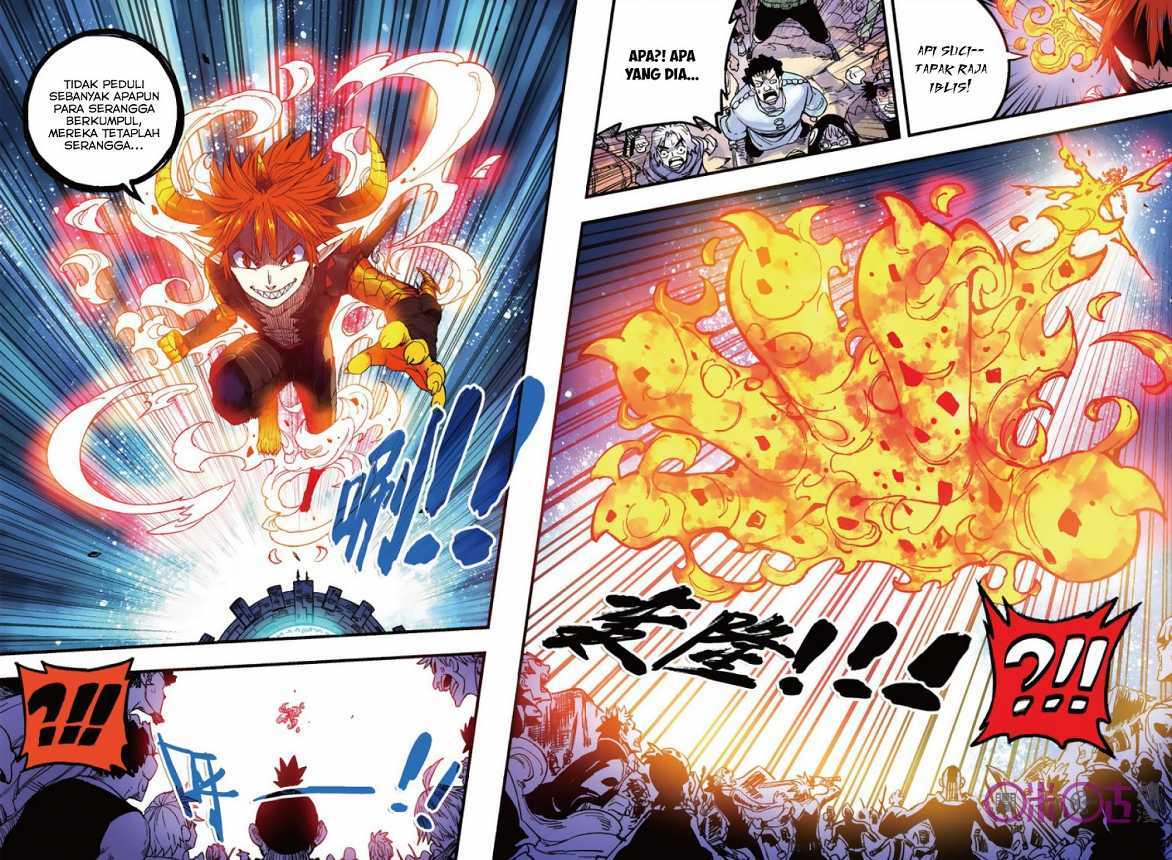 TIDAK PEDULI
SEBANYAK APAPUN
PARA SERANGGA
BERKUMPUL,
MEREKA TETAPLAH
SERANGGA...
唰!!
?!!!
呼——!!
APA?! APA
YANG DIA...
API SUCI--
TAPAK RAJA
IBLIS!
隆!!!
?!!!